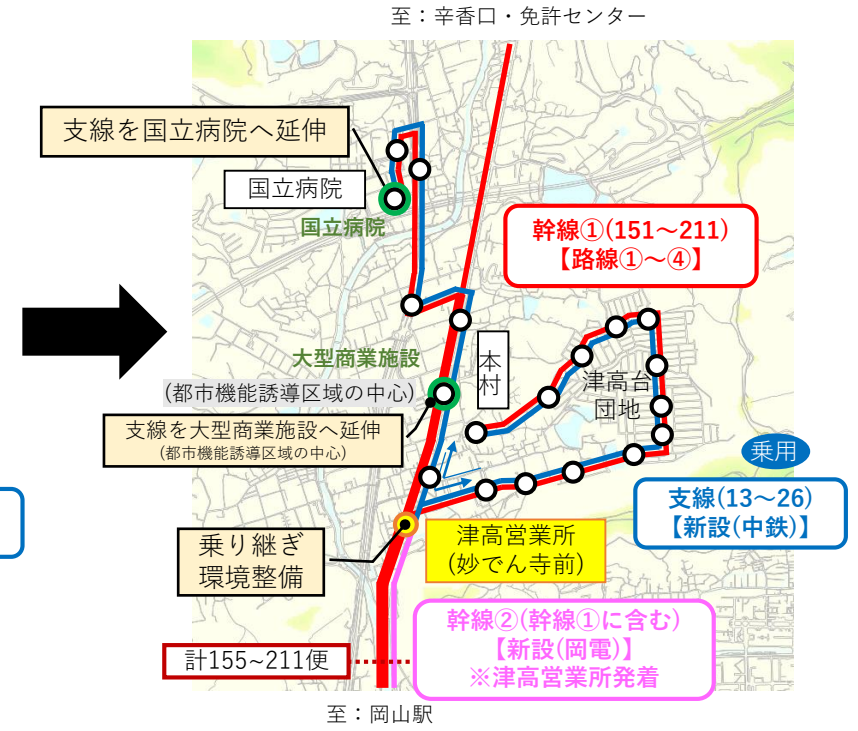 至：辛香口・免許センター
支線を国立病院へ延伸
国立病院
国立病院
幹線①(151～211)
【路線①～④】
大型商業施設
(都市機能誘導区域の中心)
本村
津高台
団地
支線を大型商業施設へ延伸
(都市機能誘導区域の中心)
乗用
支線(13～26)
【新設(中鉄)】
乗り継ぎ
環境整備
津高営業所
(妙でん寺前)
幹線②(幹線①に含む)
【新設(岡電)】
※津高営業所発着
計155~211便
至：岡山駅